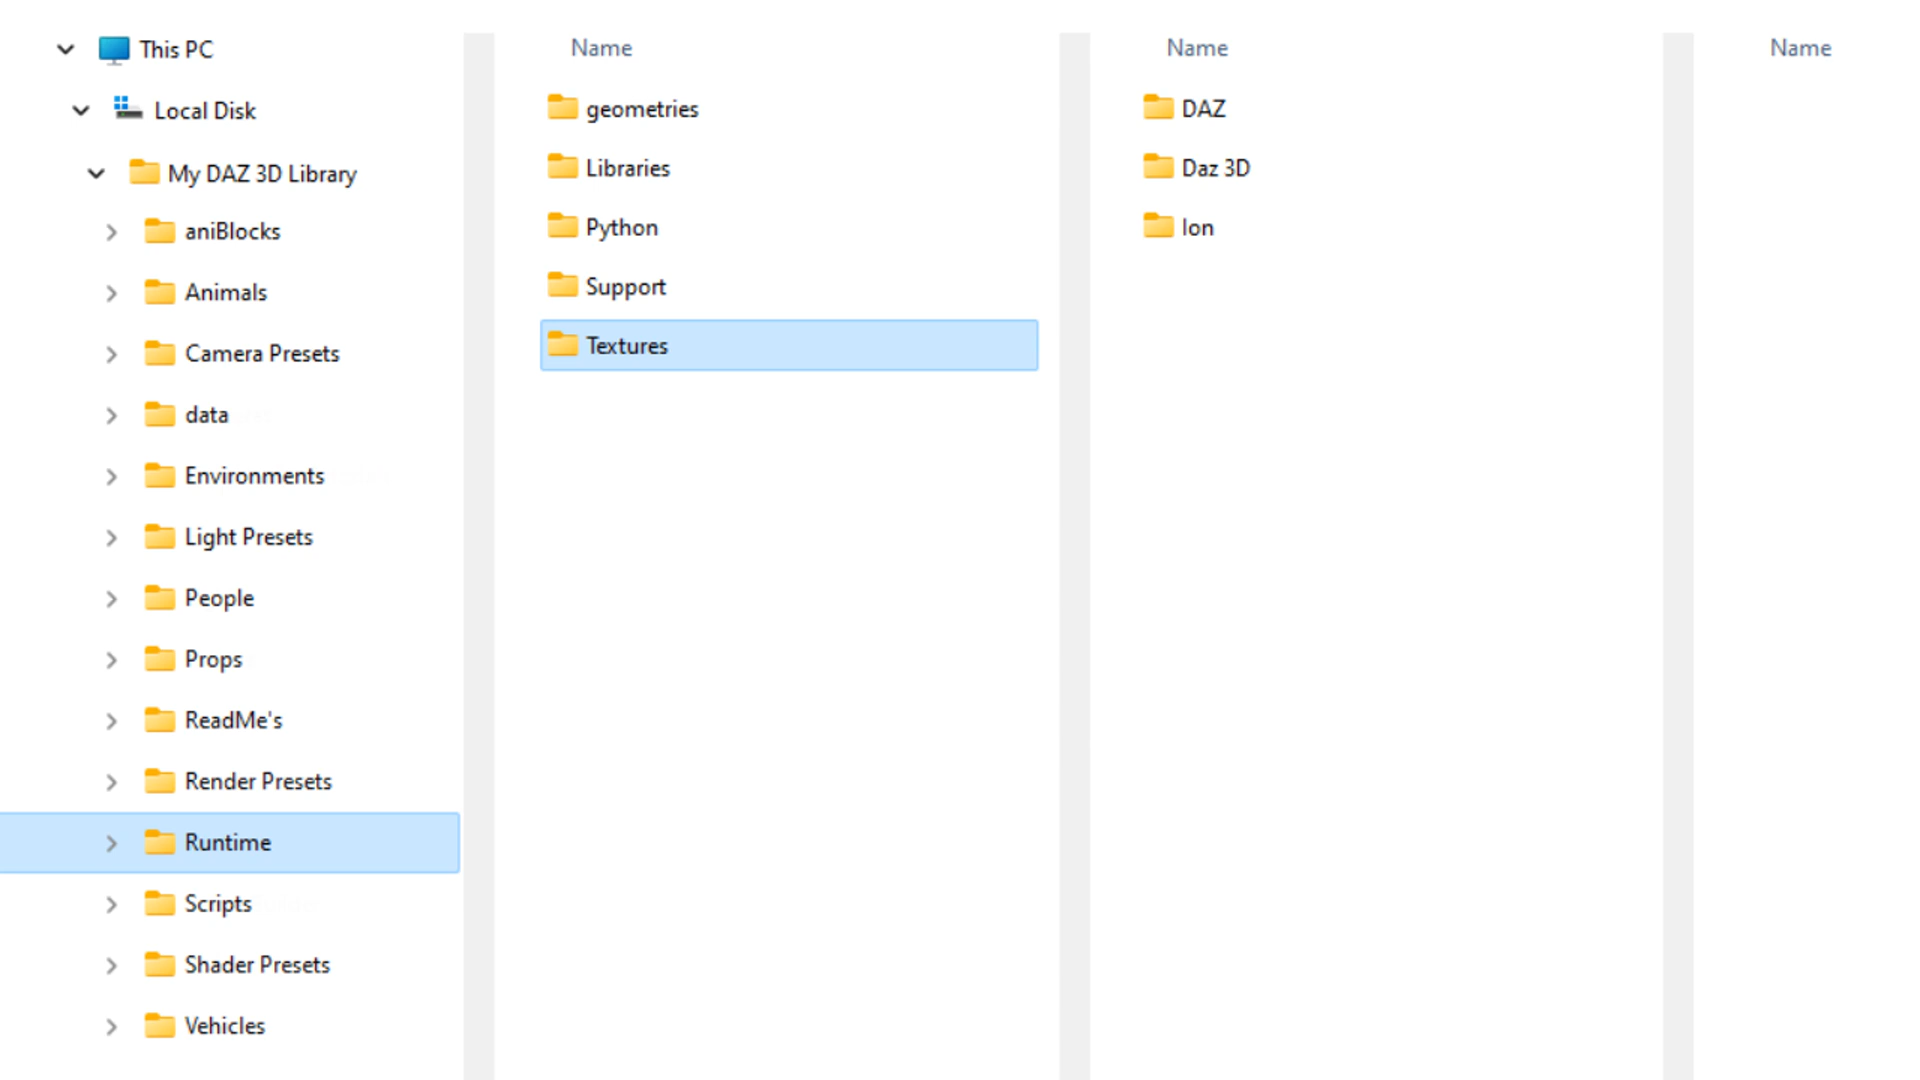 This PC
Local Disk
My DAZ 3D Library
aniBlocks
Animals
Camera Presets
data
Environments
Light Presets
People
Props
ReadMe's
Render Presets
Runtime
Scripts
Shader Presets
Vehicles
Name
geometries
Libraries
Python
Support
Textures
Name
DAZ
Daz 3D
lon
Name